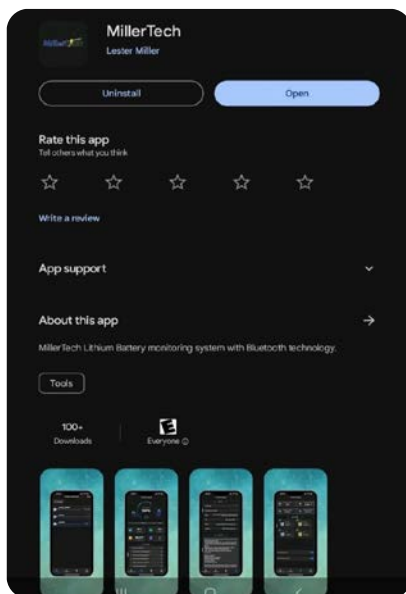 MillerTech
Lester Miller
Uninstall
Open
Rate this app
Tell others what you think
Write a review
App support
About this app
MillerTech Lithium Battery monitoring system with Bluetooth technology.
Tools
100+
Downloads
E
Everyone